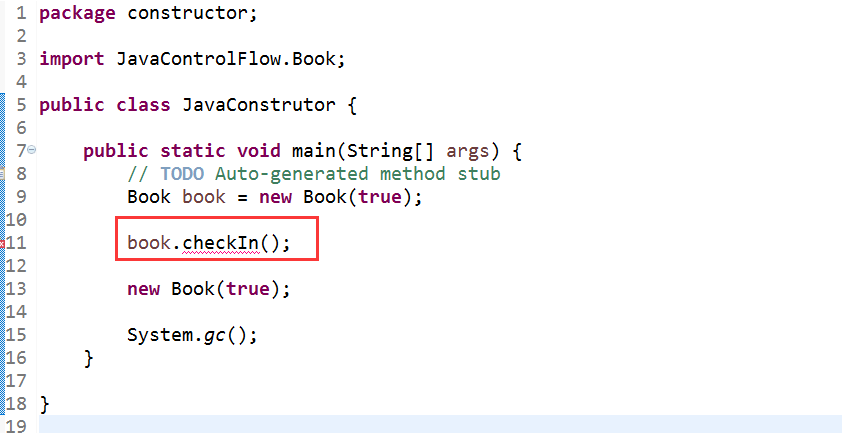 1 package constructor;
2
3 import JavaControlFlow.Book;
4
5 public class JavaConstrutor {
6
7 public static void main(String[] args) {
8 // TODO Auto-generated method stub
9 Book book = new Book(true);
10
11 book.checkIn();
12
13 new Book(true);
14
15 System.gc();
16 }
17
18 }
19